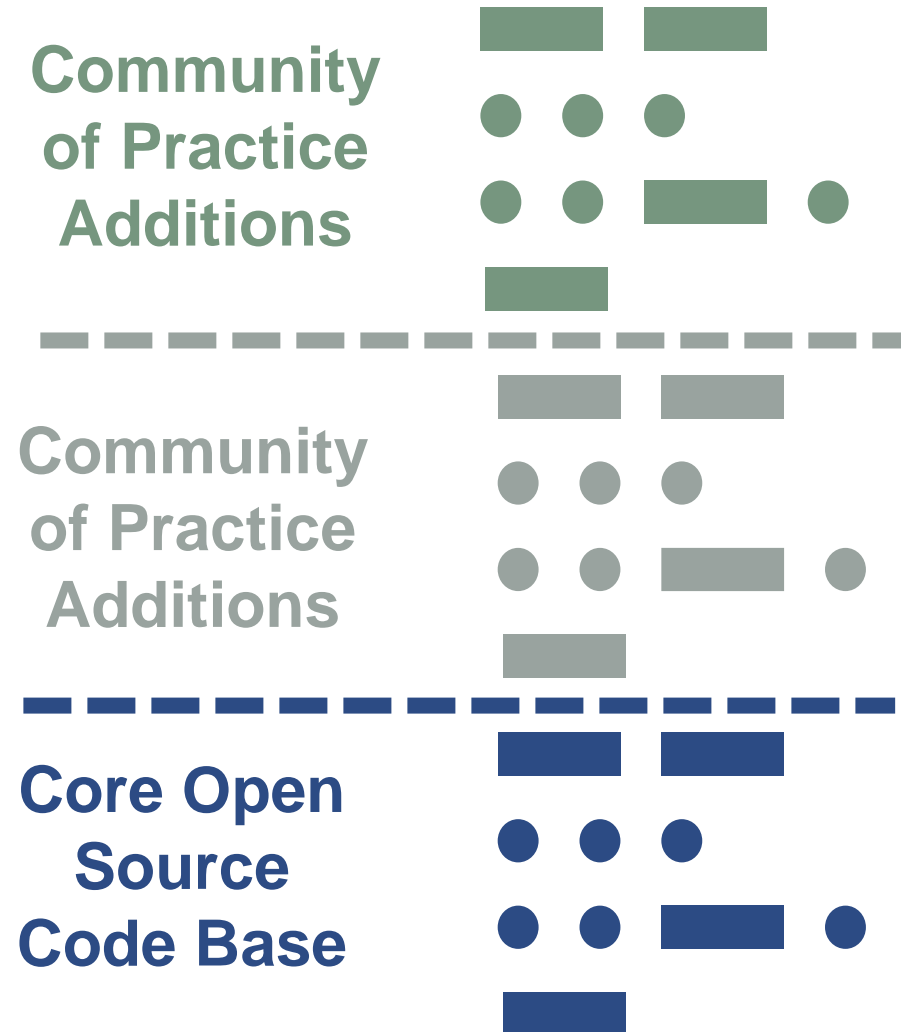 Community
of Practice
Additions
Community
of Practice
Additions
Core Open
Source
Code Base